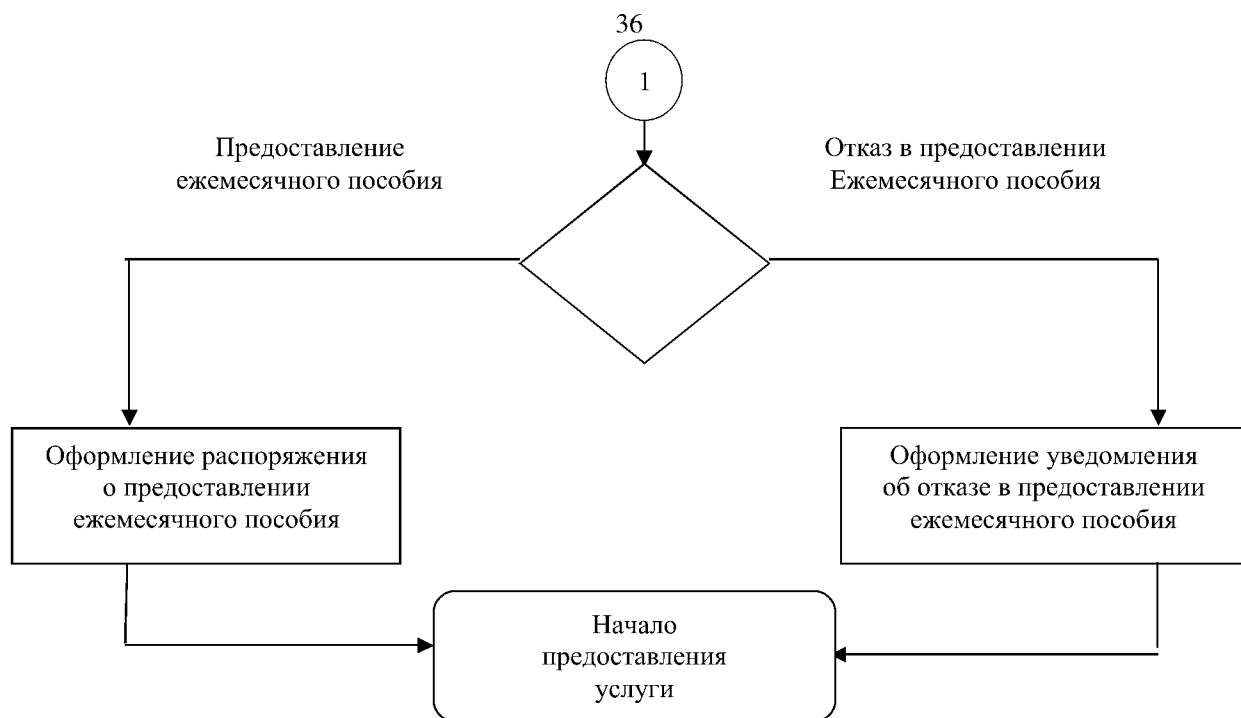 36
1
Предоставление
ежемесячного пособия
Отказ в предоставлении
Ежемесячного пособия
Оформление распоряжения
о предоставлении
ежемесячного пособия
Оформление уведомления
об отказе в предоставлении
ежемесячного пособия
Начало
предоставления
услуги